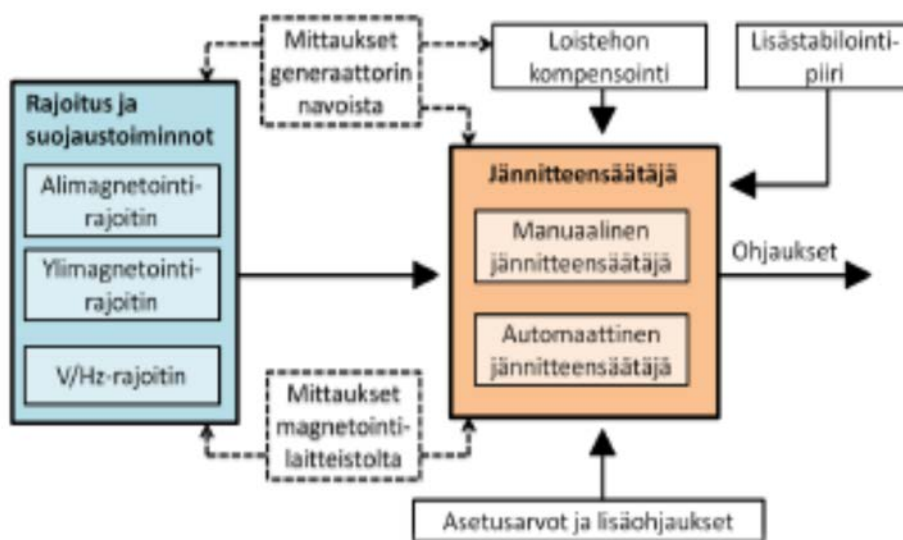 Mittaukset
generaattorin
navoista
Loistehon
kompensointi
Lisästabilointi-
piiri
Rajoitus ja
suojaustoiminnot
Alimagnetointi-
rajoitin
Ylimagnetointi-
rajoitin
V/Hz-rajoitin
Jännitteensäätäjä
Manuaalinen
jännitteensäätäjä
Automaattinen
jännitteensäätäjä
Ohjaukset
Mittaukset
magnetointi-
laitteistolta
Asetusarvot ja lisäohjaukset